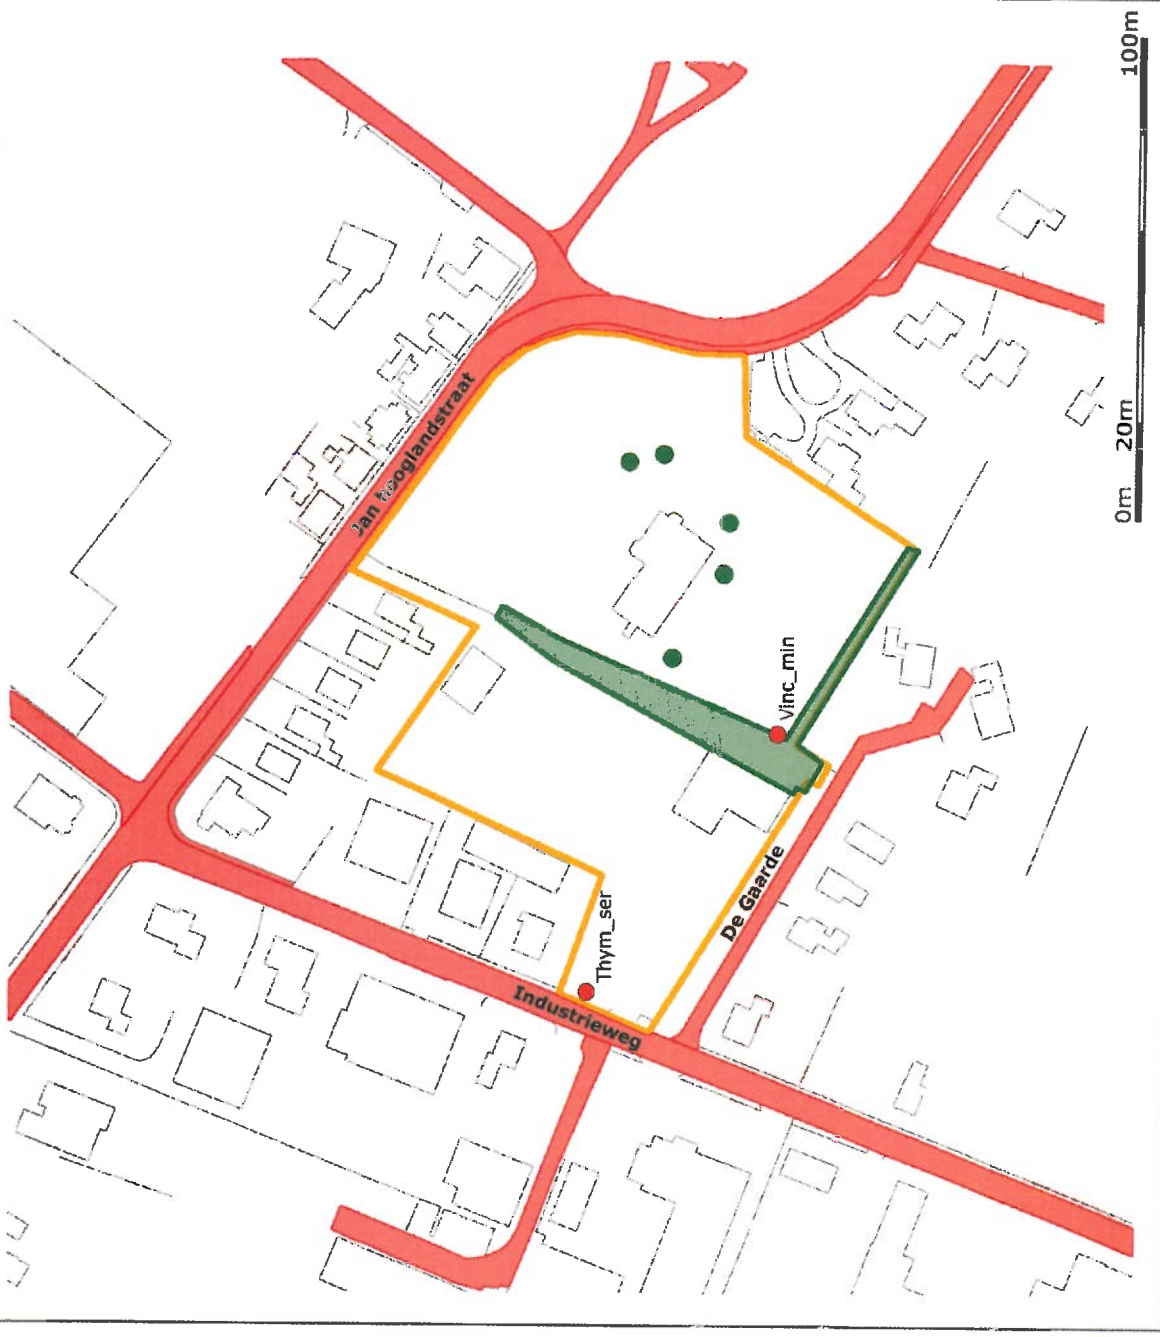 Jan Hooglandstraat
Vinc_min
De Gaarde
Thym_ser
Industrieweg
0m
20m
100m